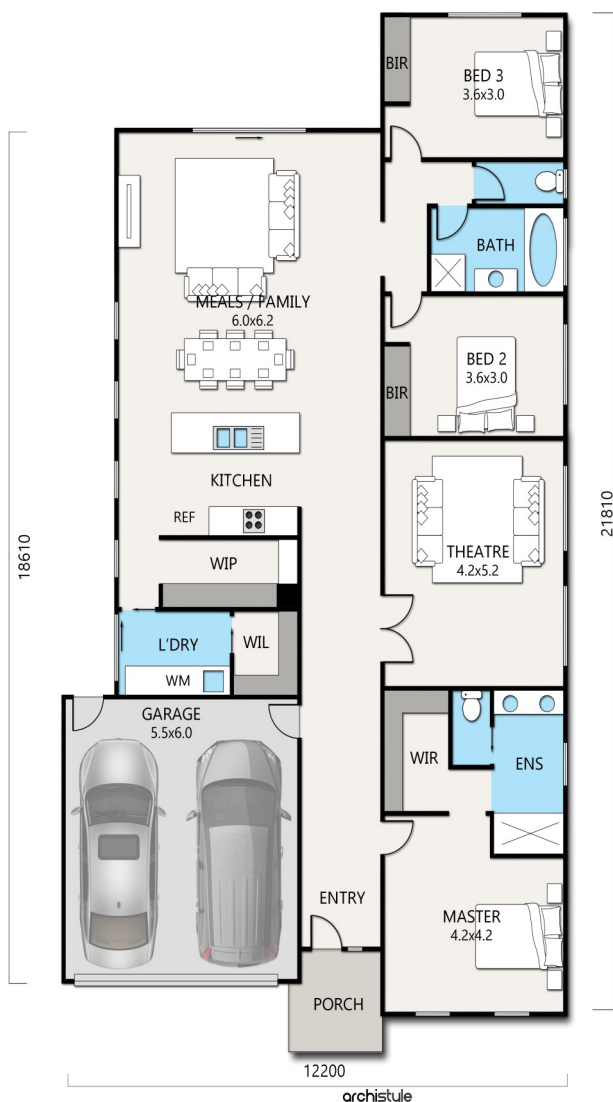 BIR
BED 3
3.6x3.0
BATH
MEALS / FAMILY
6.0x6.2
BED 2
3.6x3.0
BIR
KITCHEN
REF
THEATRE
4.2x5.2
WIP
18610
21810
L'DRY
WIL
WM
GARAGE
5.5x6.0
WIR
ENS
ENTRY
MASTER
4.2x4.2
PORCH
12200
archistule